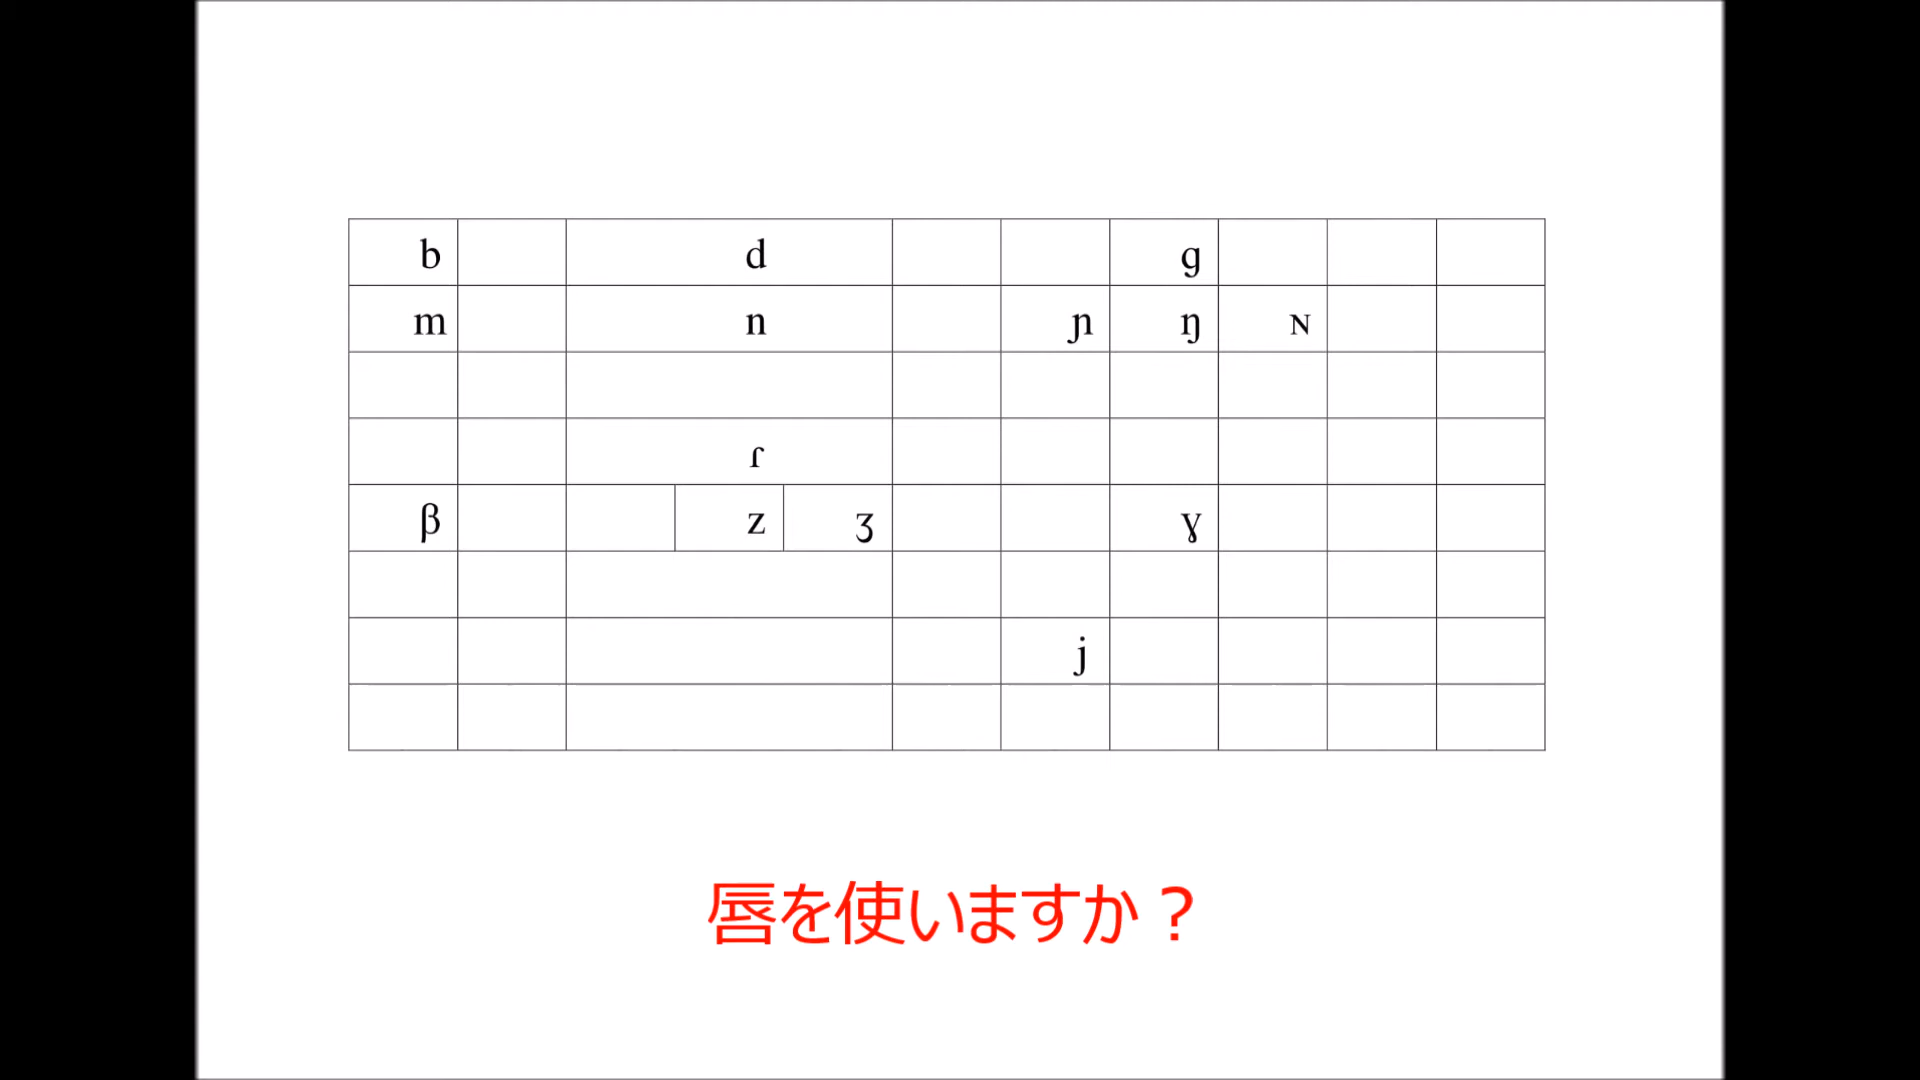 b d ɡ
m n ɲ ŋ ɴ
ɾ
β z ʒ ɣ
j
唇を使いますか？